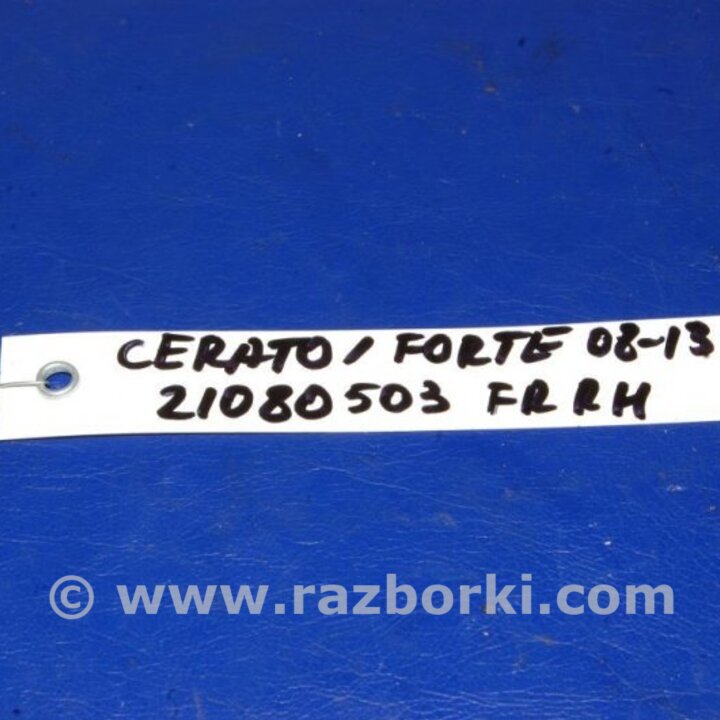 CERATO/FORTE 08-13
21080503 FR RH
© www.razborki.com